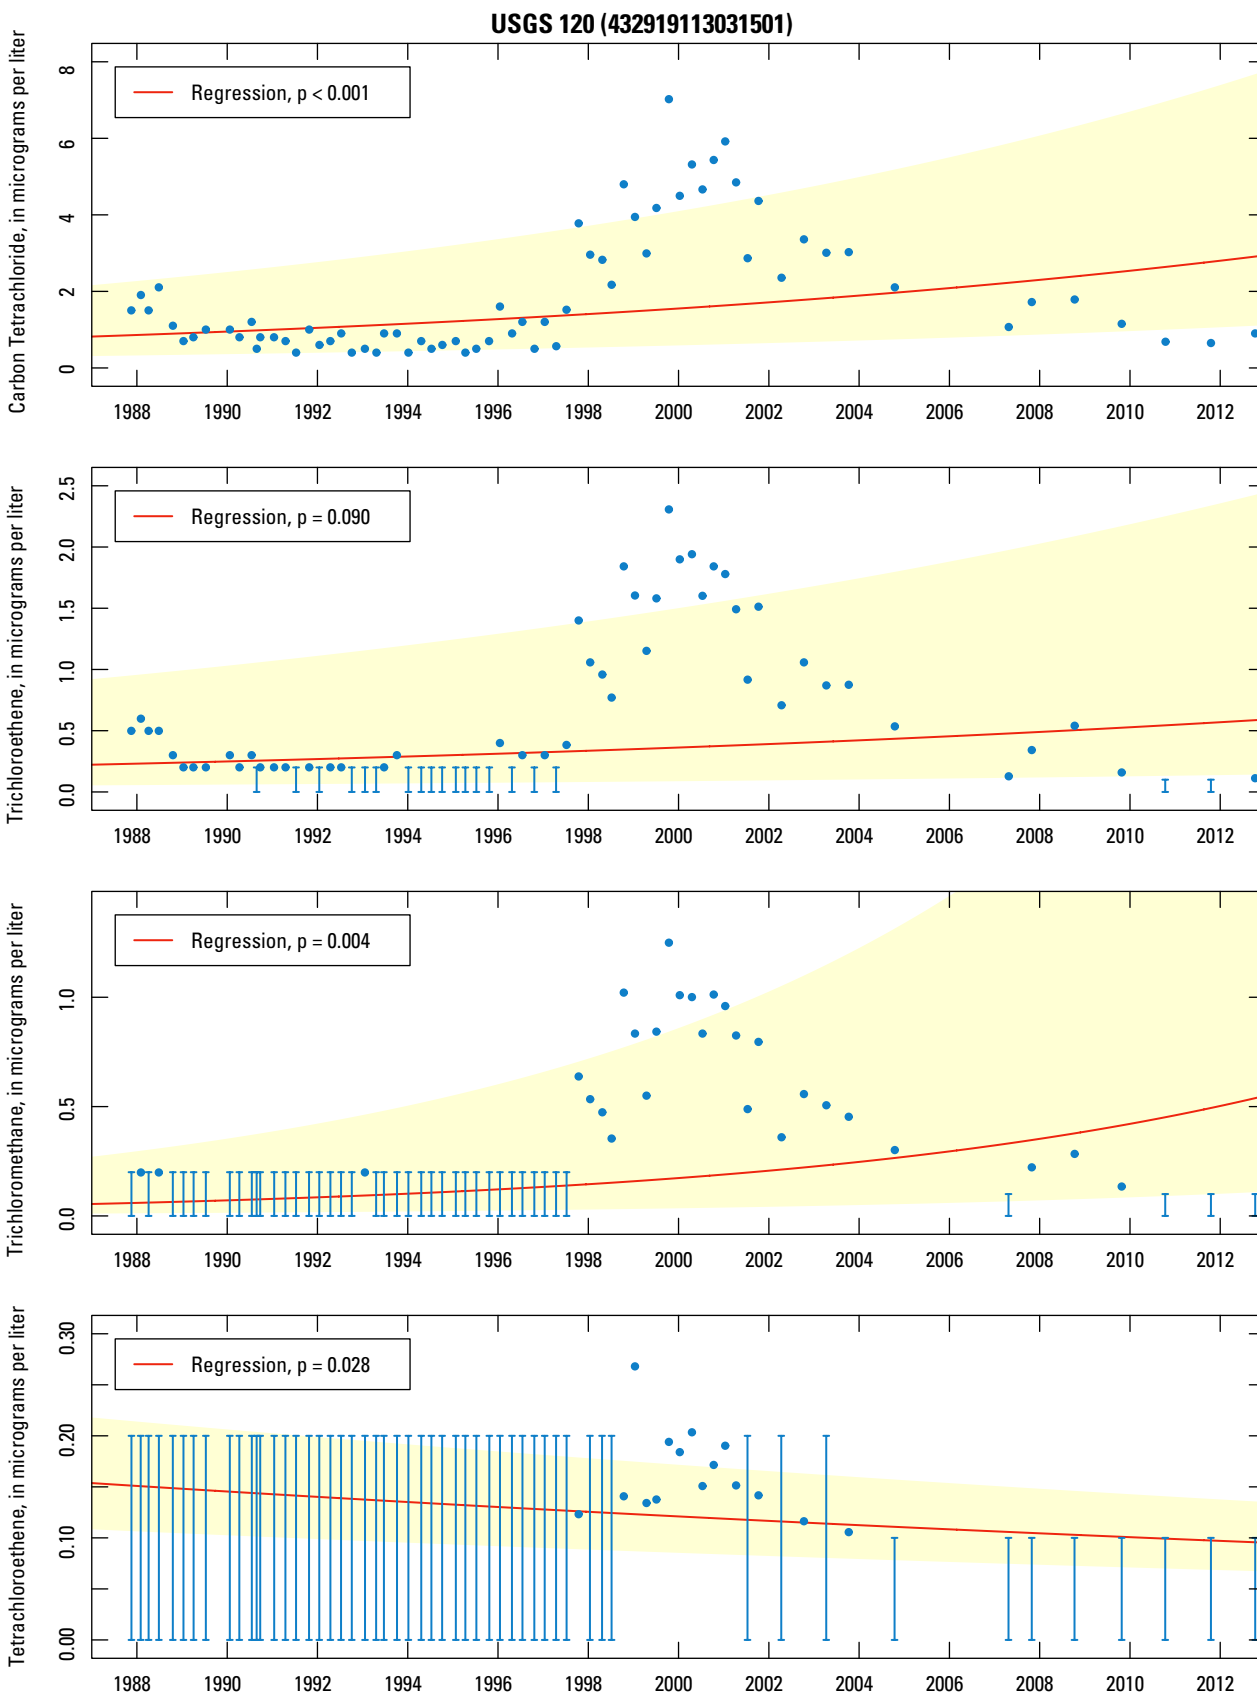 USGS 120 (432919113031501)
Carbon Tetrachloride, in micrograms per liter
8
6
4
2
0
Regression, p < 0.001
1988 1990 1992 1994 1996 1998 2000 2002 2004 2006 2008 2010 2012
Trichloroethene, in micrograms per liter
2.5
2.0
1.5
1.0
0.5
0.0
Regression, p = 0.090
1988 1990 1992 1994 1996 1998 2000 2002 2004 2006 2008 2010 2012
Trichloromethane, in micrograms per liter
1.0
0.5
0.0
Regression, p = 0.004
1988 1990 1992 1994 1996 1998 2000 2002 2004 2006 2008 2010 2012
Tetrachloroethene, in micrograms per liter
0.30
0.20
0.10
0.00
Regression, p = 0.028
1988 1990 1992 1994 1996 1998 2000 2002 2004 2006 2008 2010 2012